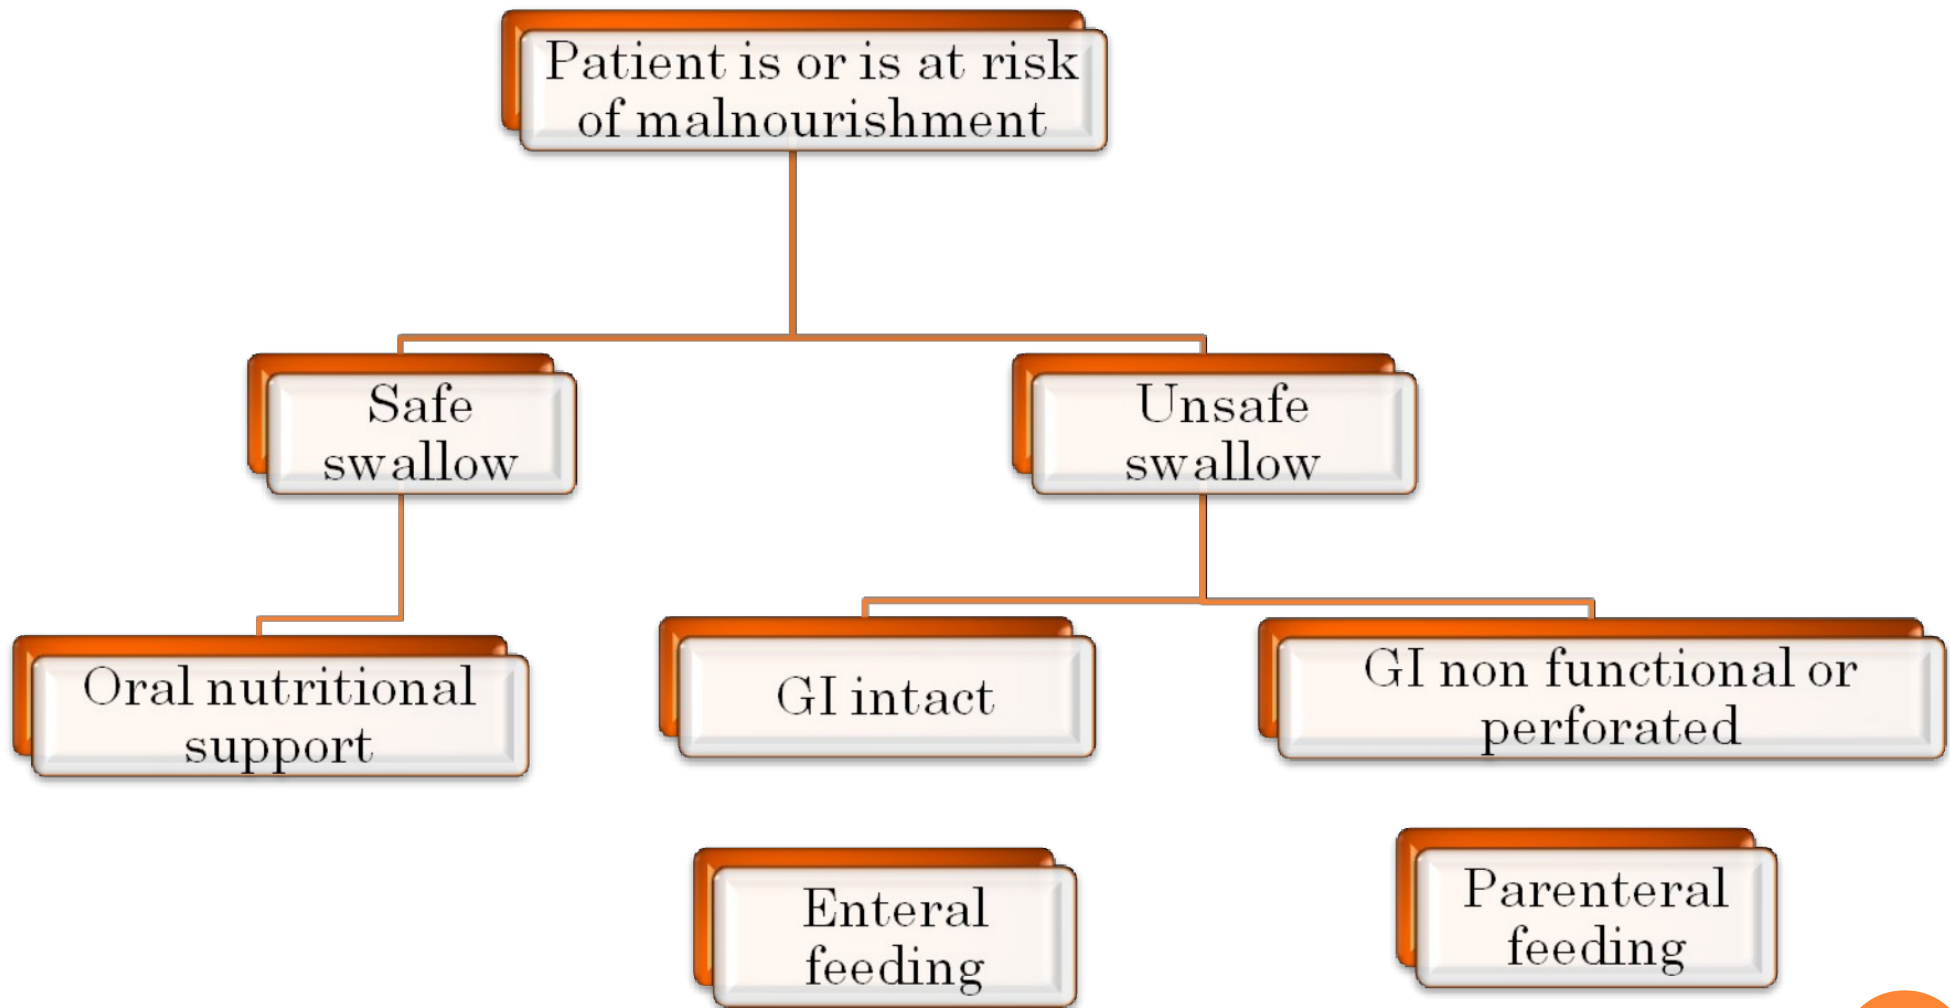 Patient is or is at risk
of malnourishment
Safe
swallow
Unsafe
swallow
Oral nutritional
support
GI intact
GI non functional or
perforated
Enteral
feeding
Parenteral
feeding